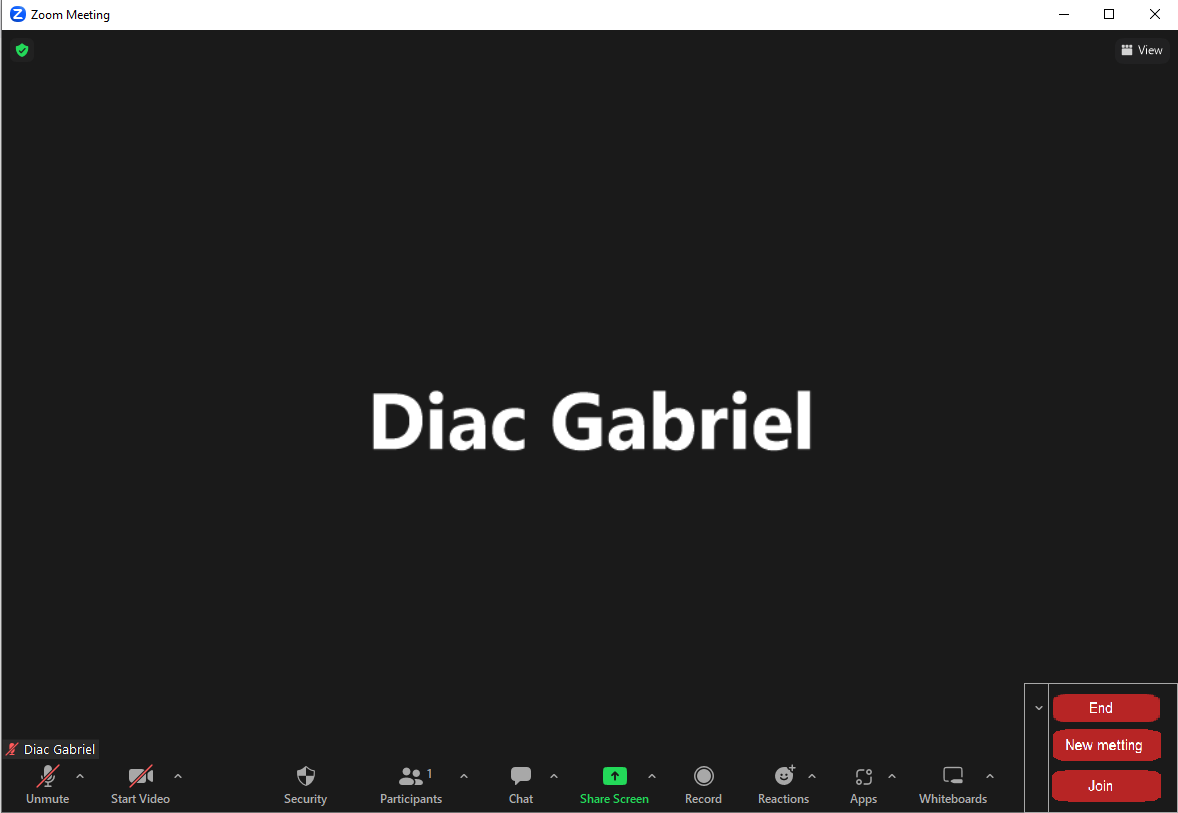 Zoom Meeting
View
Diac Gabriel
End
New metting
Join
Diac Gabriel
1
Unmute
Start Video
Security
Participants
Chat
Share Screen
Record
Reactions
Apps
Whiteboards